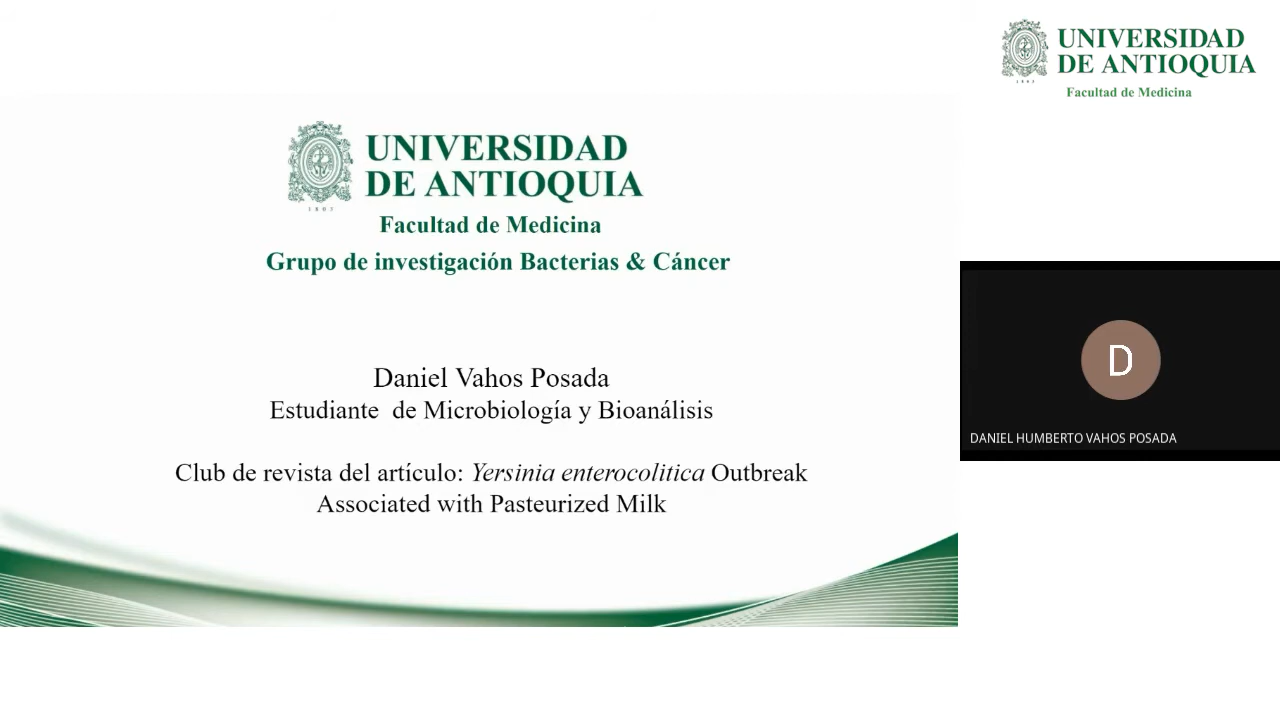 UNIVERSIDAD
DE ANTIOQUIA
1803
Facultad de Medicina
Grupo de investigación Bacterias & Cáncer
Daniel Vahos Posada
Estudiante de Microbiología y Bioanálisis
Club de revista del artículo: Yersinia enterocolitica Outbreak
Associated with Pasteurized Milk
UNIVERSIDAD
DE ANTIOQUIA
1803
Facultad de Medicina
D
DANIEL HUMBERTO VAHOS POSADA